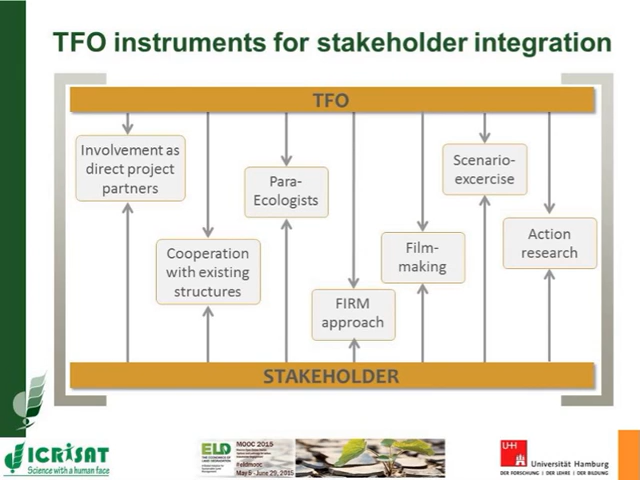 TFO instruments for stakeholder integration
TFO
Involvement as
direct project
partners
Cooperation
with existing
structures
Para-
Ecologists
FIRM
approach
Film-
making
Scenario-
excercise
Action
research
STAKEHOLDER
ICRISAT
Science with a human face
ELD
MOOC 2015
Feldmooc
May 5 - June 29, 2015
UHH
Universität Hamburg
DER FORSCHUNG | DER LEHRE | DER BILDUNG